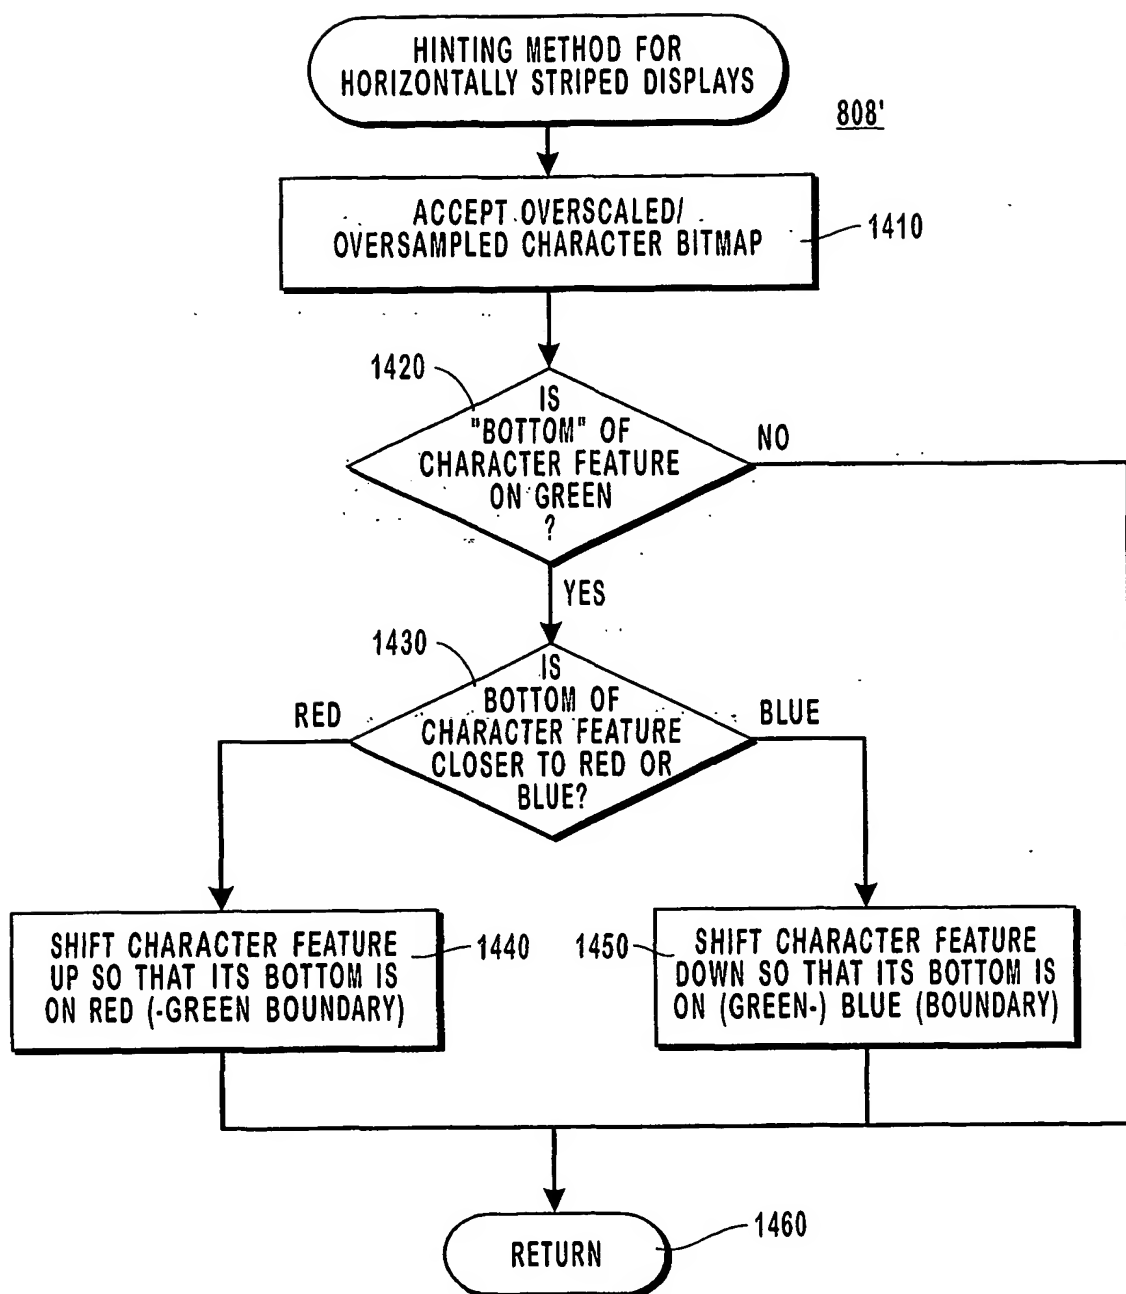 HINTING METHOD FOR
HORIZONTALLY STRIPED DISPLAYS
808'
ACCEPT OVERSCALED/
OVERSAMPLED CHARACTER BITMAP
1410
1420
IS
"BOTTOM" OF
CHARACTER FEATURE
ON GREEN
?
NO
YES
1430
IS
BOTTOM OF
CHARACTER FEATURE
CLOSER TO RED OR
BLUE?
RED
BLUE
SHIFT CHARACTER FEATURE
UP SO THAT ITS BOTTOM IS
ON RED (-GREEN BOUNDARY)
1440
1450
SHIFT CHARACTER FEATURE
DOWN SO THAT ITS BOTTOM IS
ON (GREEN-) BLUE (BOUNDARY)
RETURN
1460